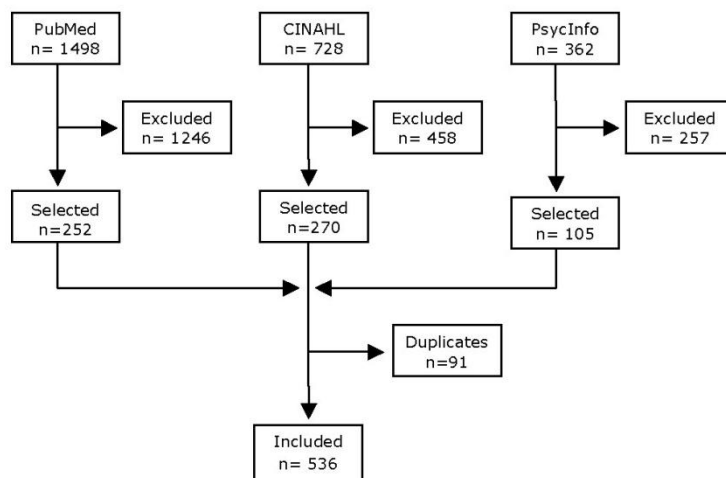 PubMed
n= 1498
CINAHL
n= 728
PsycInfo
n= 362
Excluded
n= 1246
Excluded
n= 458
Excluded
n= 257
Selected
n=252
Selected
n=270
Selected
n= 105
Duplicates
n=91
Included
n= 536